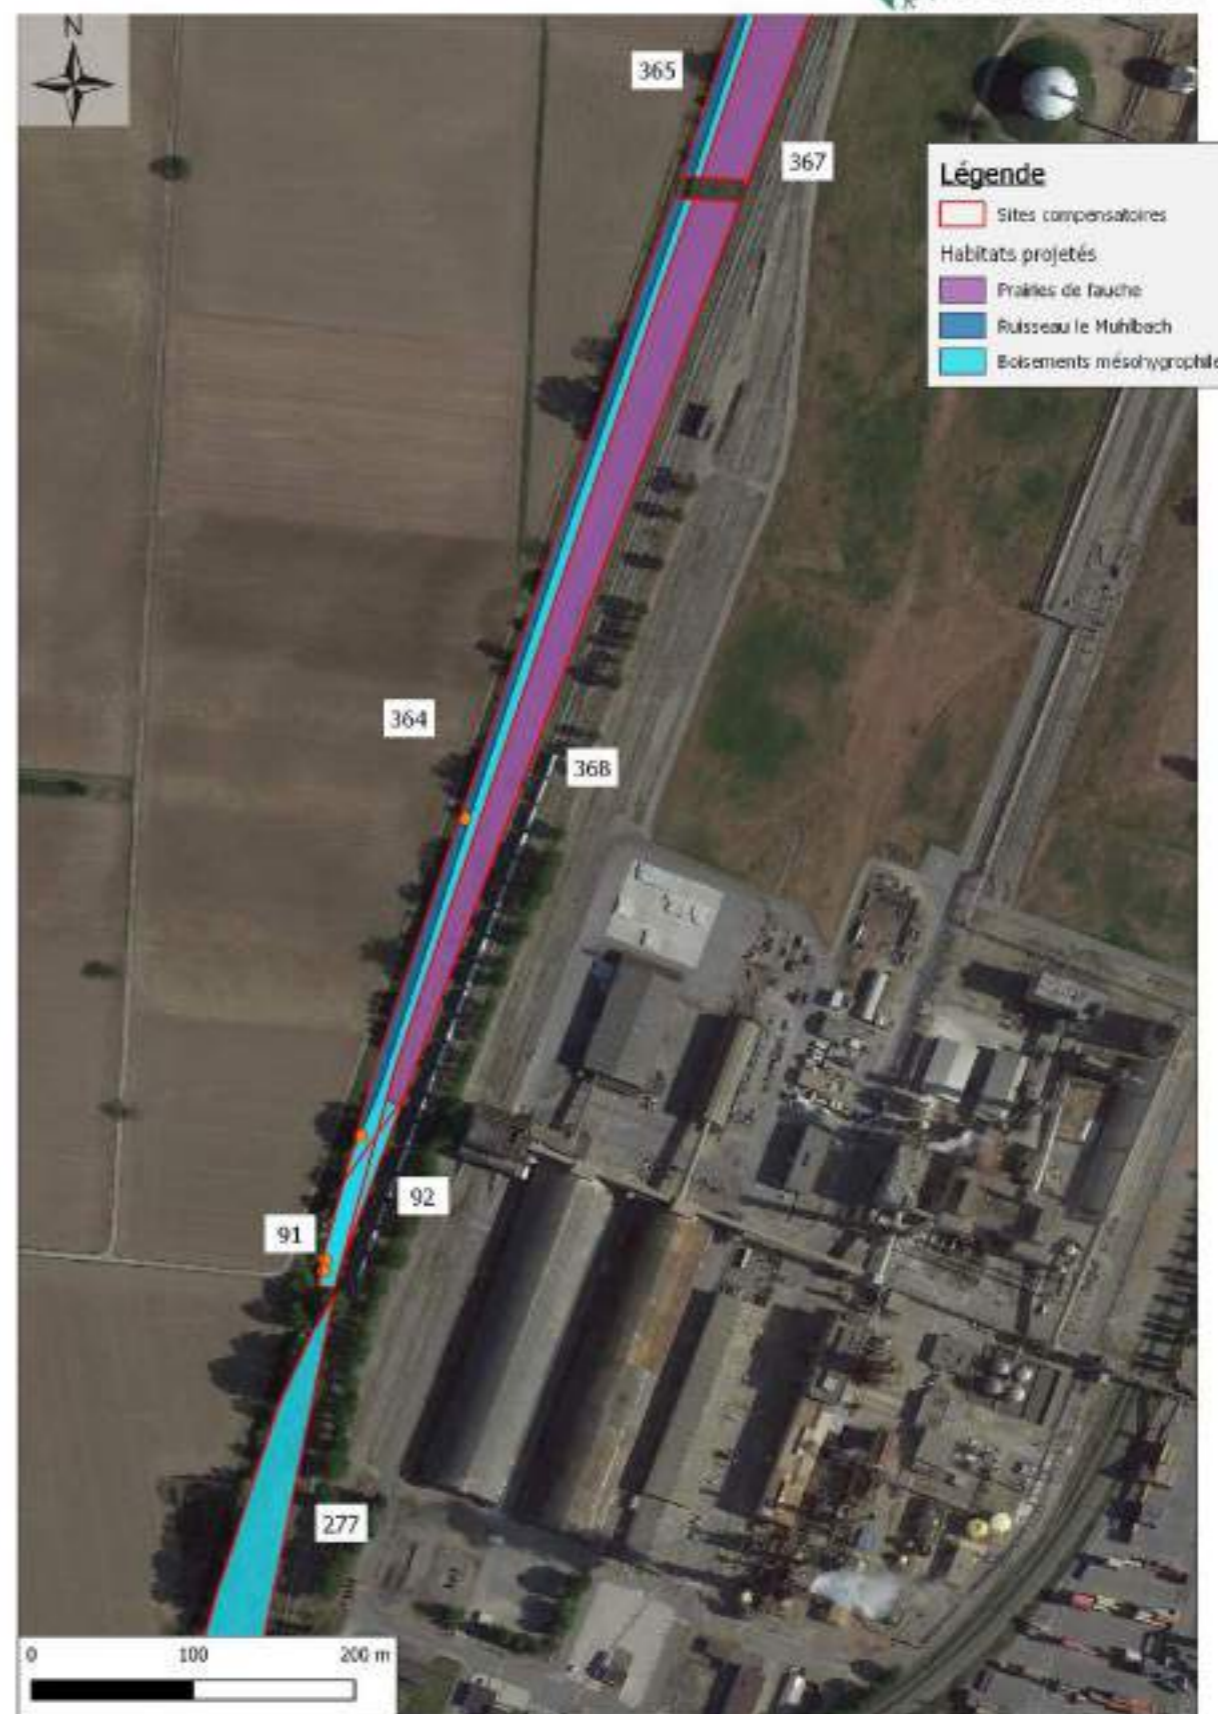 N
365
367
Légende
Sites compensatoires
Habitats projetés
Prairies de fauche
Ruisseau le Muhlbach
Boisements mésohygrophile
364
368
92
91
277
0 100 200 m